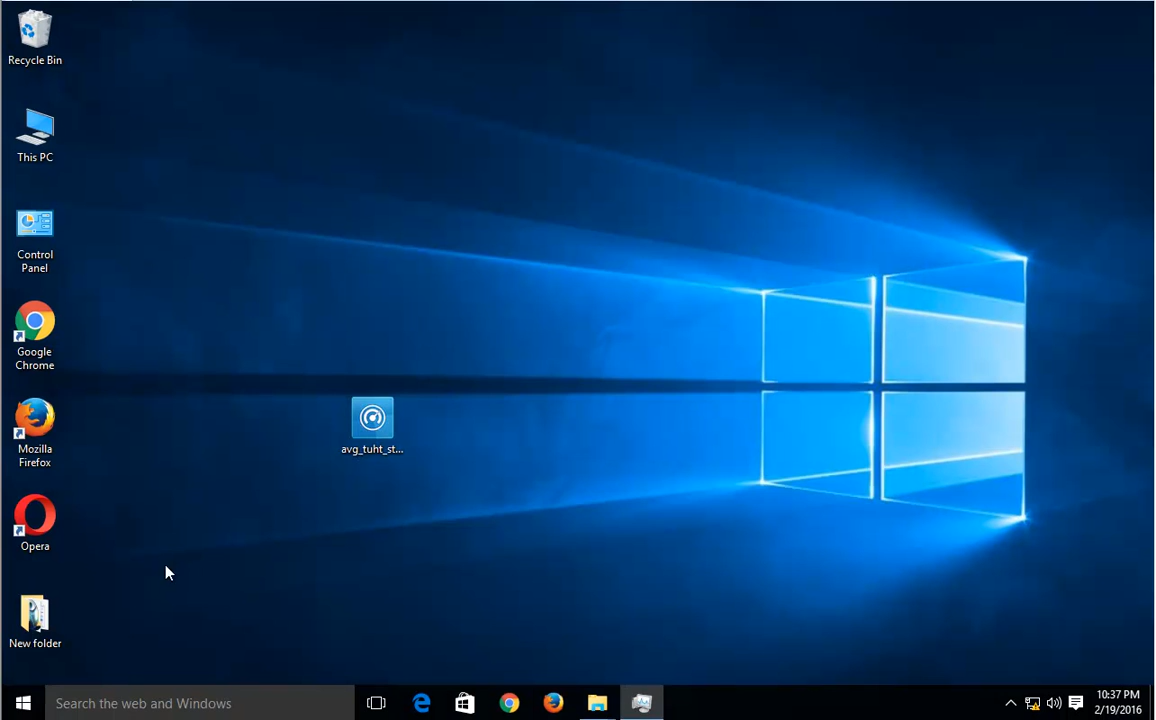 Recycle Bin
This PC
Control
Panel
Google
Chrome
Mozilla
Firefox
avg_tuht_st...
Opera
New folder
Search the web and Windows
10:37 PM
2/19/2016